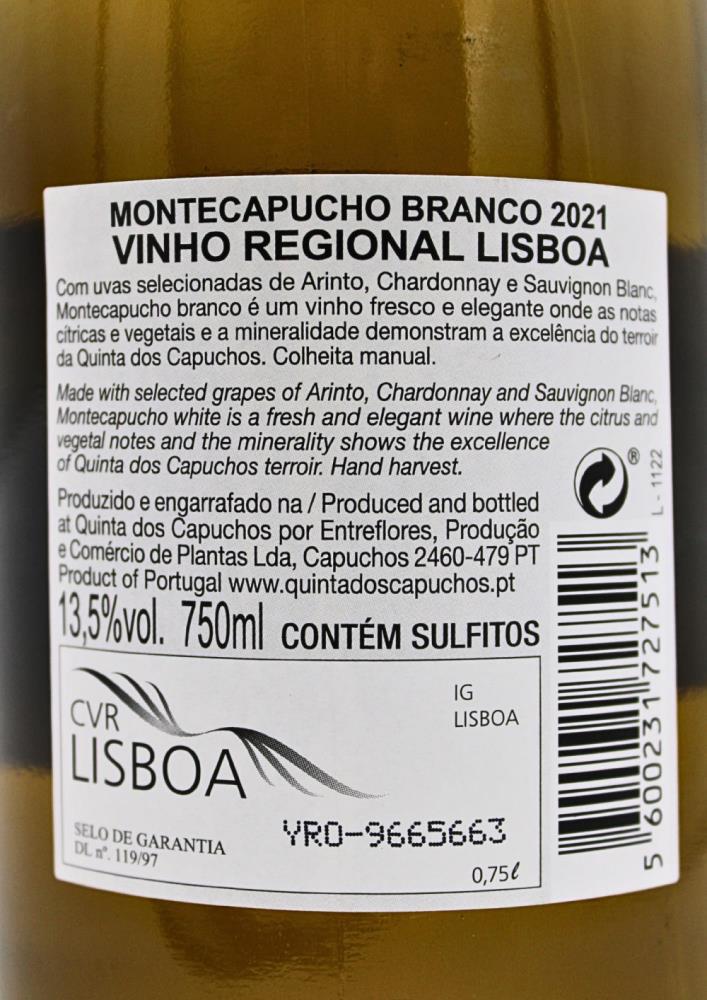 MONTECAPUCHO BRANCO 2021
VINHO REGIONAL LISBOA
Com uvas selecionadas de Arinto, Chardonnay e Sauvignon Blanc,
Montecapucho branco é um vinho fresco e elegante onde as notas
cítricas e vegetais e a mineralidade demonstram a excelência do terroir
da Quinta dos Capuchos. Colheita manual.
Made with selected grapes of Arinto, Chardonnay and Sauvignon Blanc,
Montecapucho white is a fresh and elegant wine where the citrus and
vegetal notes and the minerality shows the excellence
of Quinta dos Capuchos terroir. Hand harvest.
Produzido e engarrafado na / Produced and bottled
at Quinta dos Capuchos por Entreflores, Produção
e Comércio de Plantas Lda, Capuchos 2460-479 PT
Product of Portugal www.quintadoscapuchos.pt
13,5%vol. 750ml CONTÉM SULFITOS
®
L - 1122
5 600231 727513
CVR
LISBOA
IG
LISBOA
SELO DE GARANTIA
DL nº. 119/97
YRO-9665663
0,75ℓ